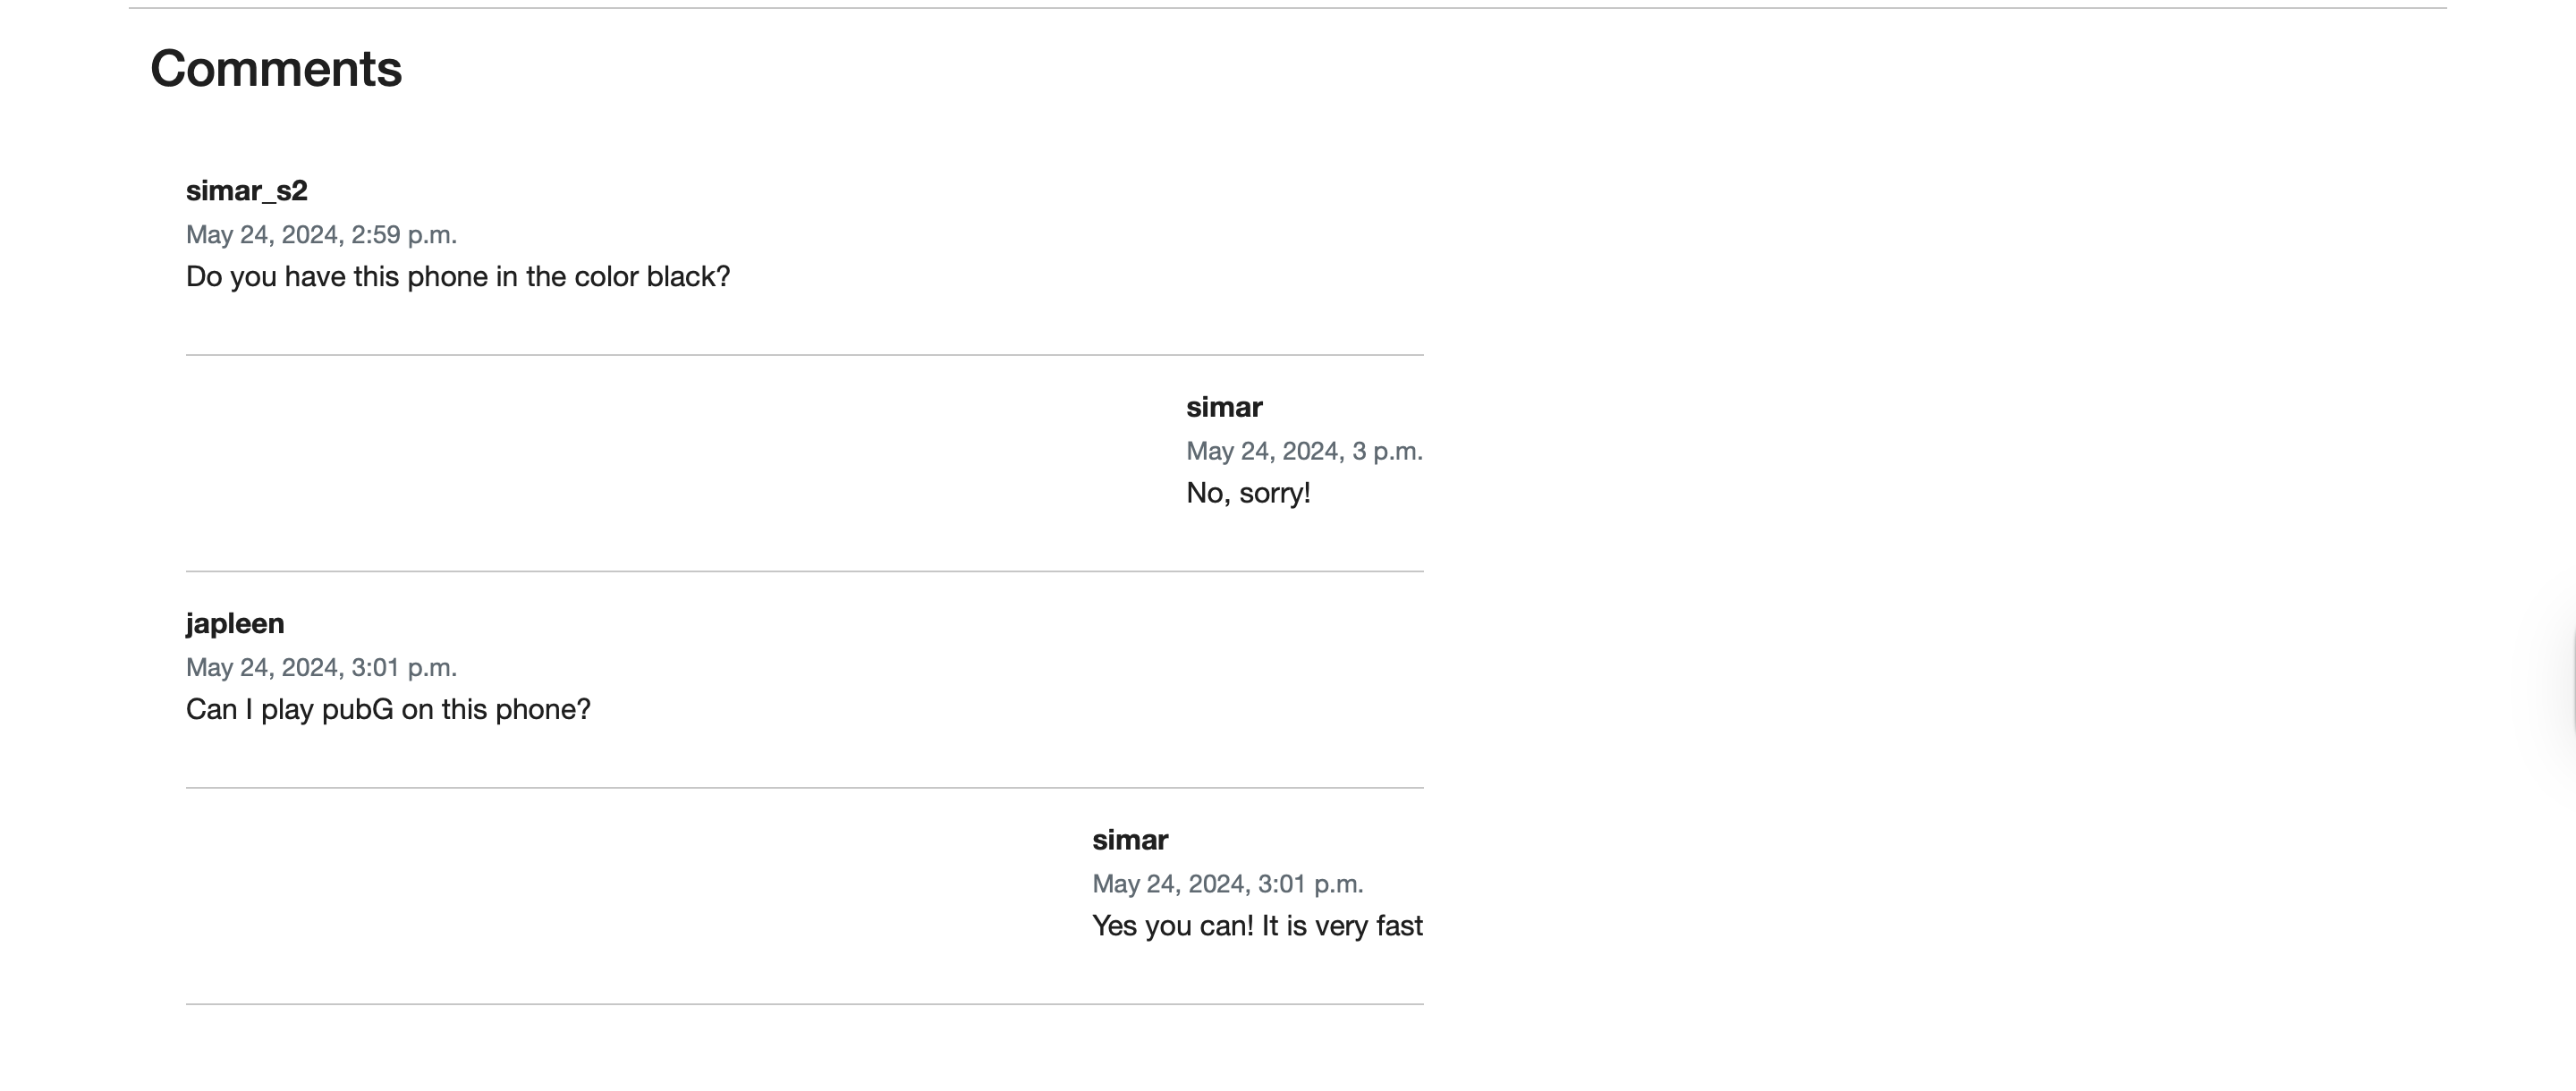 Comments
simar_s2
May 24, 2024, 2:59 p.m.
Do you have this phone in the color black?
simar
May 24, 2024, 3 p.m.
No, sorry!
japleen
May 24, 2024, 3:01 p.m.
Can I play pubG on this phone?
simar
May 24, 2024, 3:01 p.m.
Yes you can! It is very fast